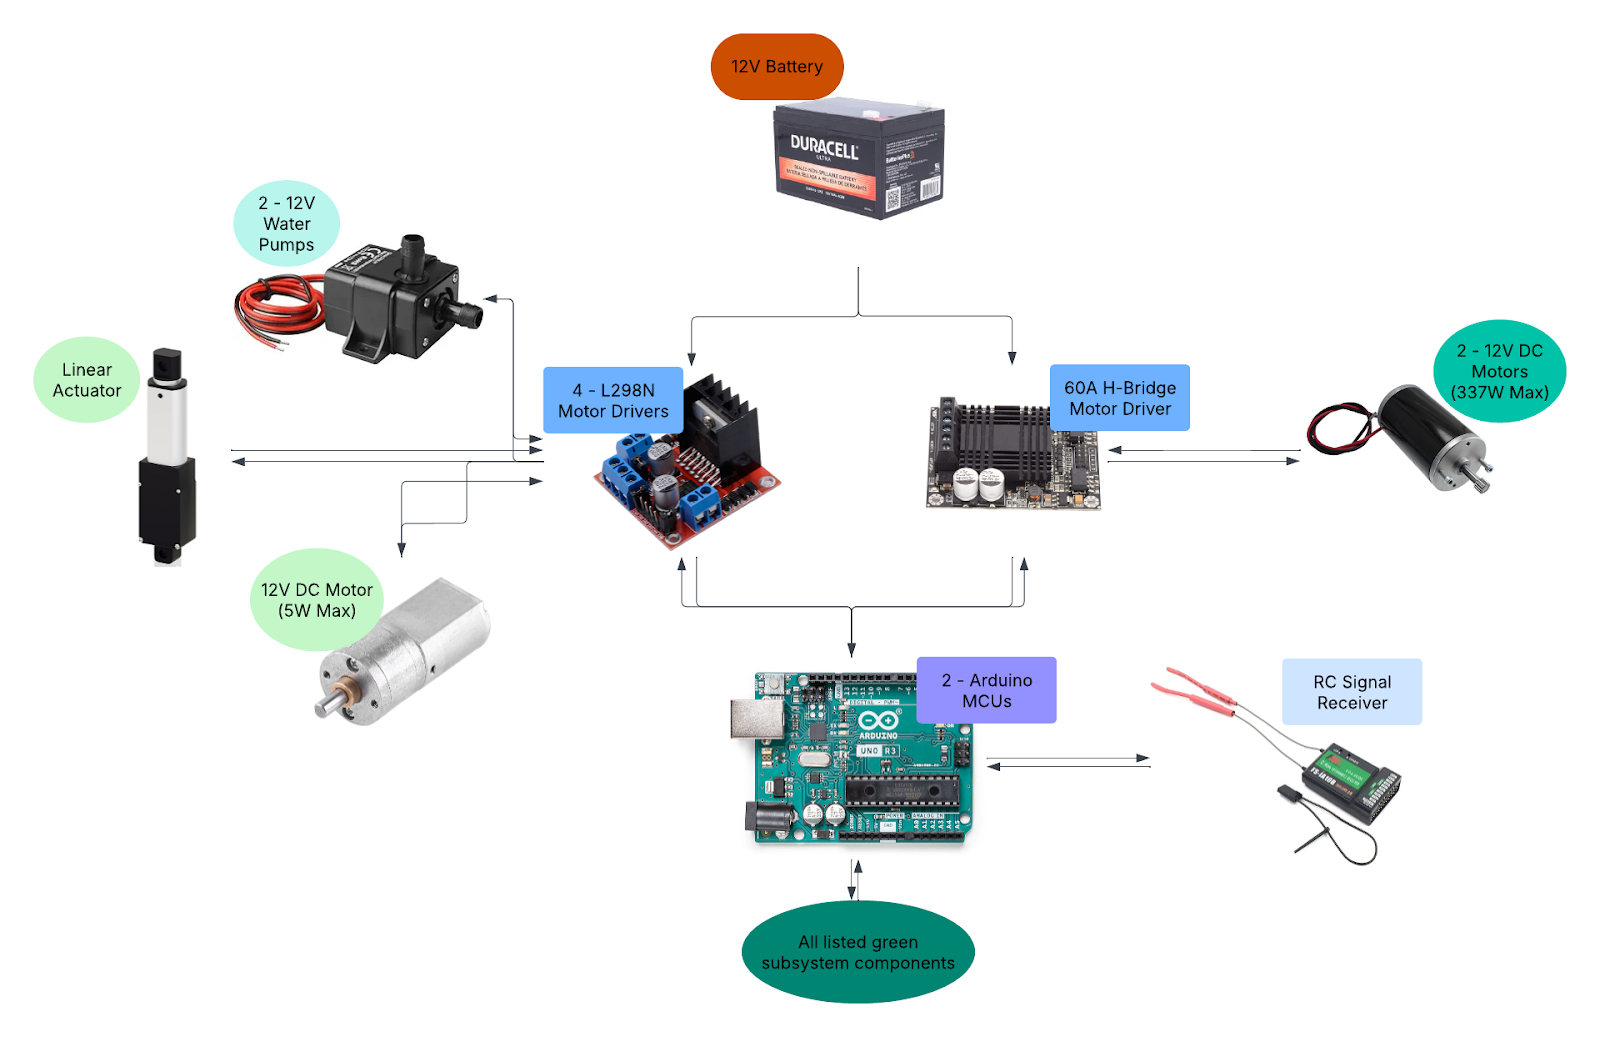 12V Battery
DURACELL
ULTRA
2 - 12V
Water
Pumps
Linear
Actuator
4 - L298N
Motor Drivers
60A H-Bridge
Motor Driver
2 - 12V DC
Motors
(337W Max)
12V DC Motor
(5W Max)
2 - Arduino
MCUs
ARDUINO
UNO R3
RC Signal
Receiver
All listed green
subsystem components